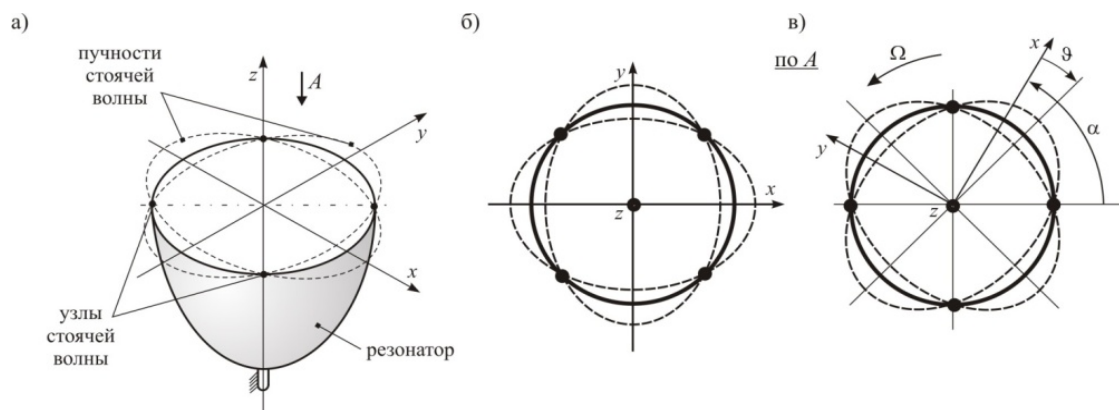 а)
пучности
стоячей
волны
z
A
y
x
узлы
стоячей
волны
резонатор
б)
y
x
z
в)
по А
Ω
x
ϑ
α
y
z